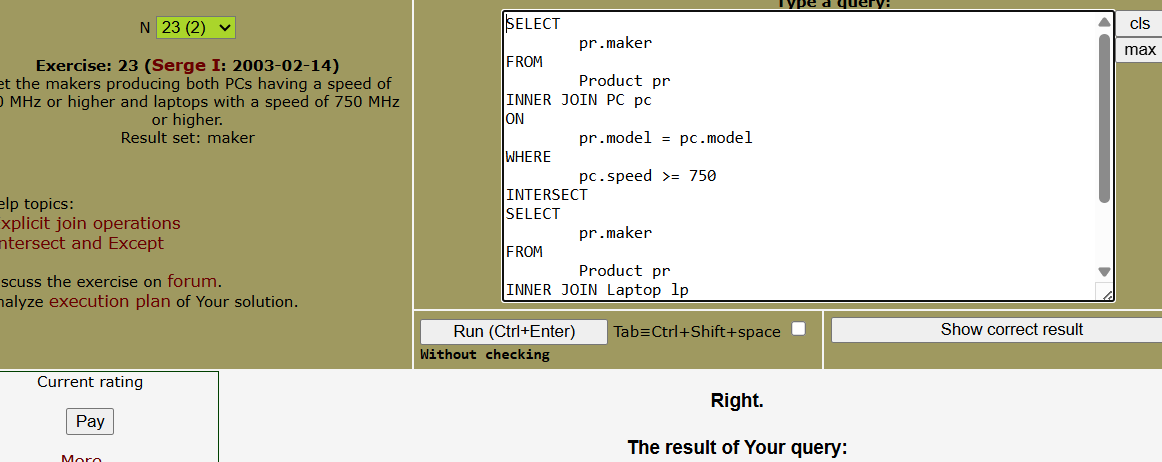 N 23 (2)
Exercise: 23 (Serge I: 2003-02-14)
et the makers producing both PCs having a speed of
0 MHz or higher and laptops with a speed of 750 MHz
or higher.
Result set: maker
elp topics:
xplicit join operations
ntersect and Except
scuss the exercise on forum.
nalyze execution plan of Your solution.
Type a query:
SELECT
pr.maker
FROM
Product pr
INNER JOIN PC pc
ON
pr.model = pc.model
WHERE
pc.speed >= 750
INTERSECT
SELECT
pr.maker
FROM
Product pr
INNER JOIN Laptop lp
cls
max
Run (Ctrl+Enter) Tab≡Ctrl+Shift+space
Without checking
Show correct result
Current rating
Pay
More
Right.
The result of Your query: